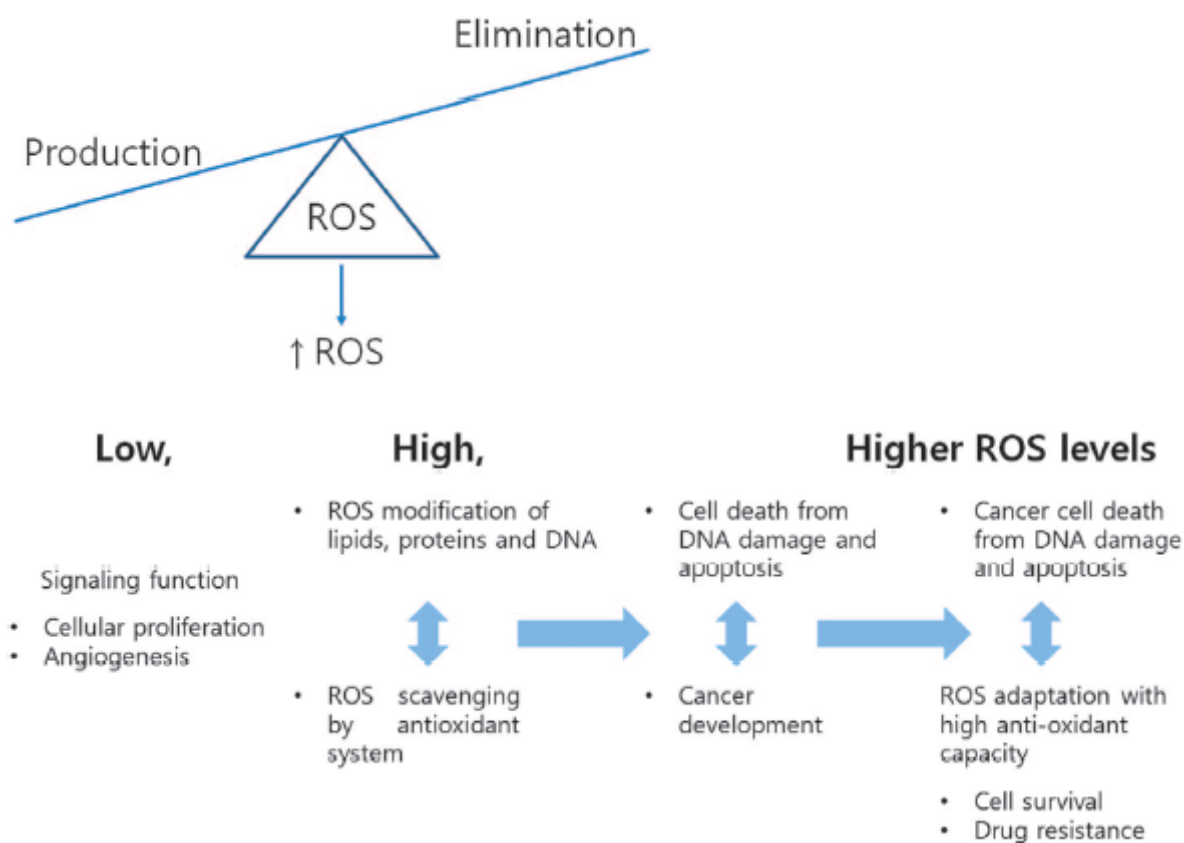 Elimination
Production
ROS
↑ ROS
Low,
High,
Higher ROS levels
Signaling function
• Cellular proliferation
• Angiogenesis
• ROS modification of
lipids, proteins and DNA
• ROS scavenging
by antioxidant
system
• Cell death from
DNA damage and
apoptosis
• Cancer
development
• Cancer cell death
from DNA damage
and apoptosis
ROS adaptation with
high anti-oxidant
capacity
• Cell survival
• Drug resistance